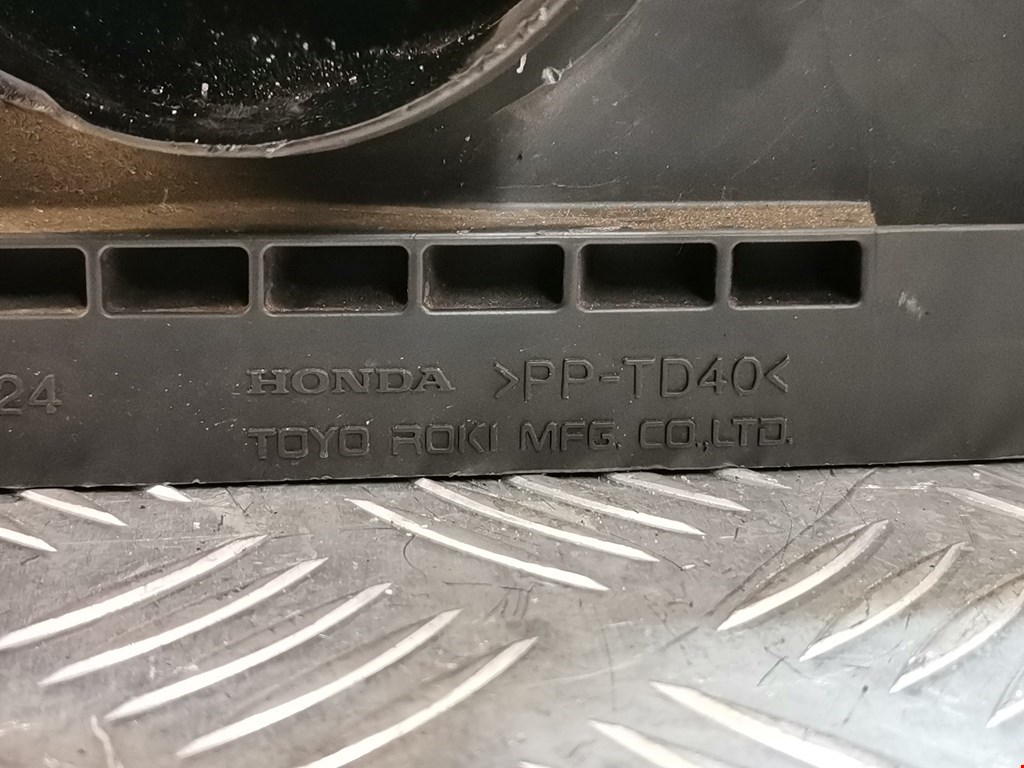 24 HONDA >PP-TD40<
TOYO ROKI MFG. CO.,LTD.